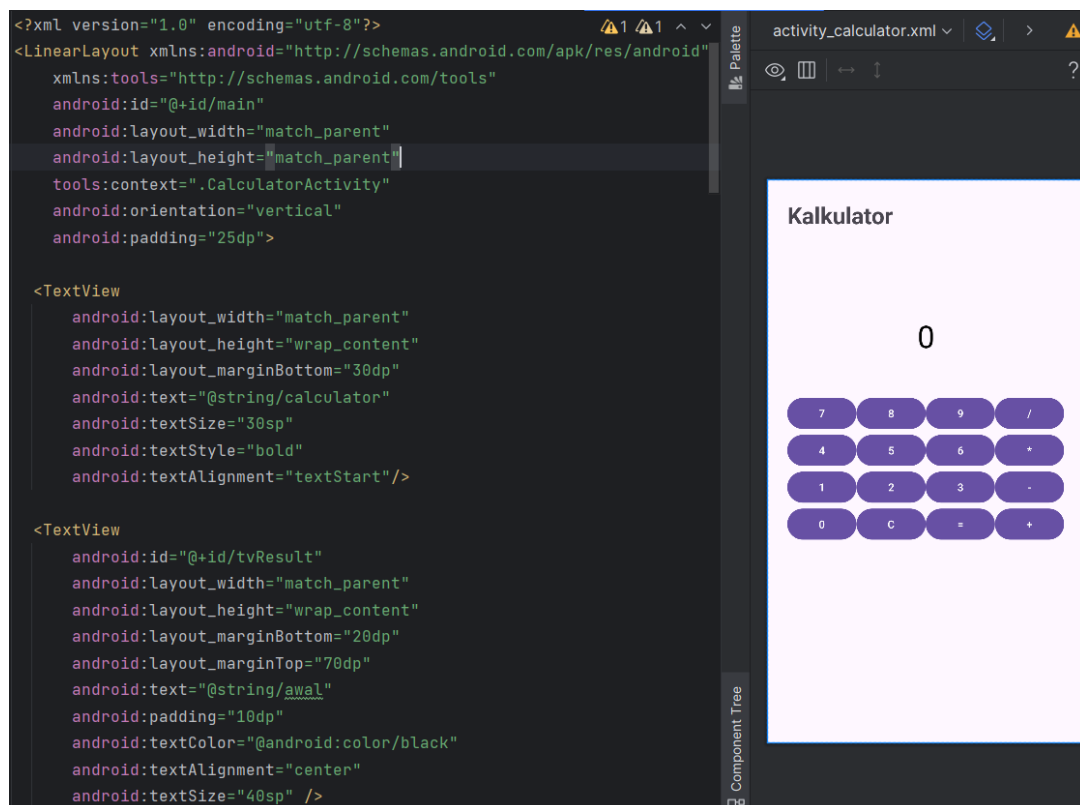 <?xml version="1.0" encoding="utf-8"?>
1 1
<LinearLayout xmlns:android="http://schemas.android.com/apk/res/android"
xmlns:tools="http://schemas.android.com/tools"
android:id="@+id/main"
android:layout_width="match_parent"
android:layout_height="match_parent"
tools:context=".CalculatorActivity"
android:orientation="vertical"
android:padding="25dp">
<TextView
android:layout_width="match_parent"
android:layout_height="wrap_content"
android:layout_marginBottom="30dp"
android:text="@string/calculator"
android:textSize="30sp"
android:textStyle="bold"
android:textAlignment="textStart"/>
<TextView
android:id="@+id/tvResult"
android:layout_width="match_parent"
android:layout_height="wrap_content"
android:layout_marginBottom="20dp"
android:layout_marginTop="70dp"
android:text="@string/awal"
android:padding="10dp"
android:textColor="@android:color/black"
android:textAlignment="center"
android:textSize="40sp" />
Palette
Component Tree
activity_calculator.xml
?
Kalkulator
0
7 8 9 /
4 5 6 *
1 2 3 -
0 C = +